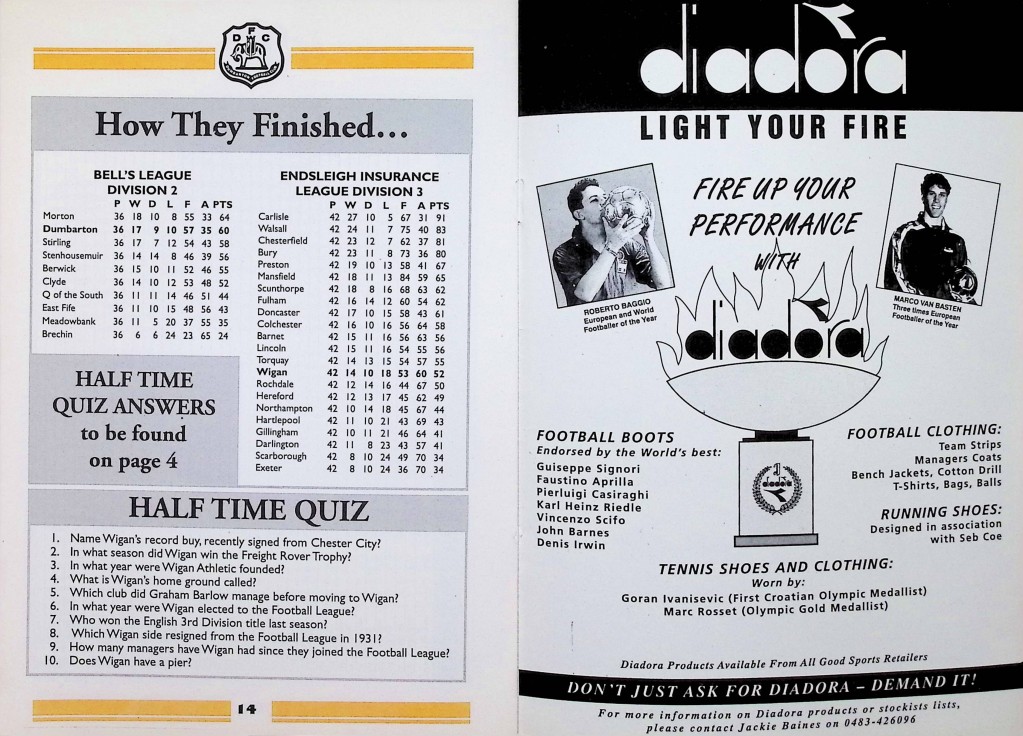 D F C
How They Finished...
BELL'S LEAGUE
DIVISION 2
P W D L F A PTS
Morton 36 18 10 8 55 33 64
Dumbarton 36 17 9 10 57 35 60
Stirling 36 17 7 12 54 43 58
Stenhousemuir 36 14 14 8 46 39 56
Berwick 36 15 10 11 52 46 55
Clyde 36 14 10 12 53 48 52
Q of the South 36 11 11 14 46 51 44
East Fife 36 11 10 15 48 56 43
Meadowbank 36 11 5 20 37 55 35
Brechin 36 6 6 24 23 65 24
ENDSLEIGH INSURANCE
LEAGUE DIVISION 3
P W D L F A PTS
Carlisle 42 27 10 5 67 31 91
Walsall 42 24 11 7 75 40 83
Chesterfield 42 23 12 7 62 37 81
Bury 42 23 11 8 73 36 80
Preston 42 19 10 13 58 41 67
Mansfield 42 18 11 13 84 59 65
Scunthorpe 42 18 8 16 68 63 62
Fulham 42 16 14 12 60 54 62
Doncaster 42 17 10 15 58 43 61
Colchester 42 16 10 16 56 64 58
Barnet 42 15 11 16 56 63 56
Lincoln 42 15 11 16 54 55 56
Torquay 42 14 13 15 54 57 55
Wigan 42 14 10 18 53 60 52
Rochdale 42 12 14 16 44 67 50
Hereford 42 12 13 17 45 62 49
Northampton 42 10 14 18 45 67 44
Hartlepool 42 11 10 21 43 69 43
Gillingham 42 10 11 21 46 64 41
Darlington 42 11 8 23 43 57 41
Scarborough 42 8 10 24 49 70 34
Exeter 42 8 10 24 36 70 34
HALF TIME
QUIZ ANSWERS
to be found
on page 4
HALF TIME QUIZ
1. Name Wigan's record buy, recently signed from Chester City?
2. In what season did Wigan win the Freight Rover Trophy?
3. In what year were Wigan Athletic founded?
4. What is Wigan's home ground called?
5. Which club did Graham Barlow manage before moving to Wigan?
6. In what year were Wigan elected to the Football League?
7. Who won the English 3rd Division title last season?
8. Which Wigan side resigned from the Football League in 1931?
9. How many managers have Wigan had since they joined the Football League?
10. Does Wigan have a pier?
14
diadora
LIGHT YOUR FIRE
FIRE UP YOUR
PERFORMANCE
WITH
diadora
ROBERTO BAGGIO
European and World
Footballer of the Year
MARCO VAN BASTEN
Three times European
Footballer of the Year
diadora
FOOTBALL BOOTS
Endorsed by the World's best:
Guiseppe Signori
Faustino Aprilla
Pierluigi Casiraghi
Karl Heinz Riedle
Vincenzo Scifo
John Barnes
Denis Irwin
FOOTBALL CLOTHING:
Team Strips
Managers Coats
Bench Jackets, Cotton Drill
T-Shirts, Bags, Balls
RUNNING SHOES:
Designed in association
with Seb Coe
TENNIS SHOES AND CLOTHING:
Worn by:
Goran Ivanisevic (First Croatian Olympic Medallist)
Marc Rosset (Olympic Gold Medallist)
Diadora Products Available From All Good Sports Retailers
DON'T JUST ASK FOR DIADORA – DEMAND IT!
For more information on Diadora products or stockists lists,
please contact Jackie Baines on 0483-426096